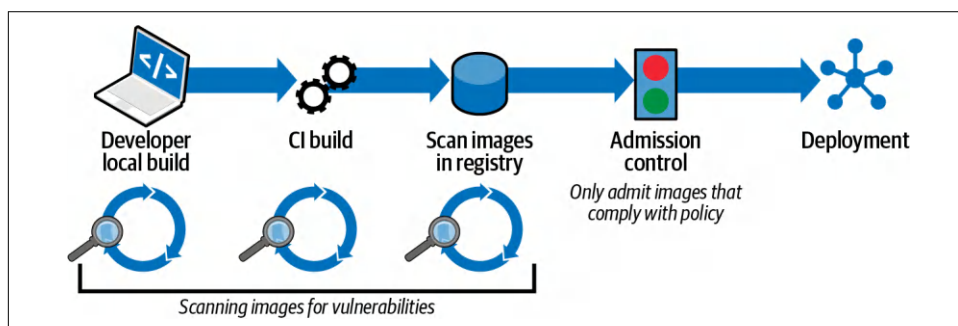 </>
Developer
local build
CI build
Scan images
in registry
Admission
control
Only admit images that
comply with policy
Deployment
Scanning images for vulnerabilities